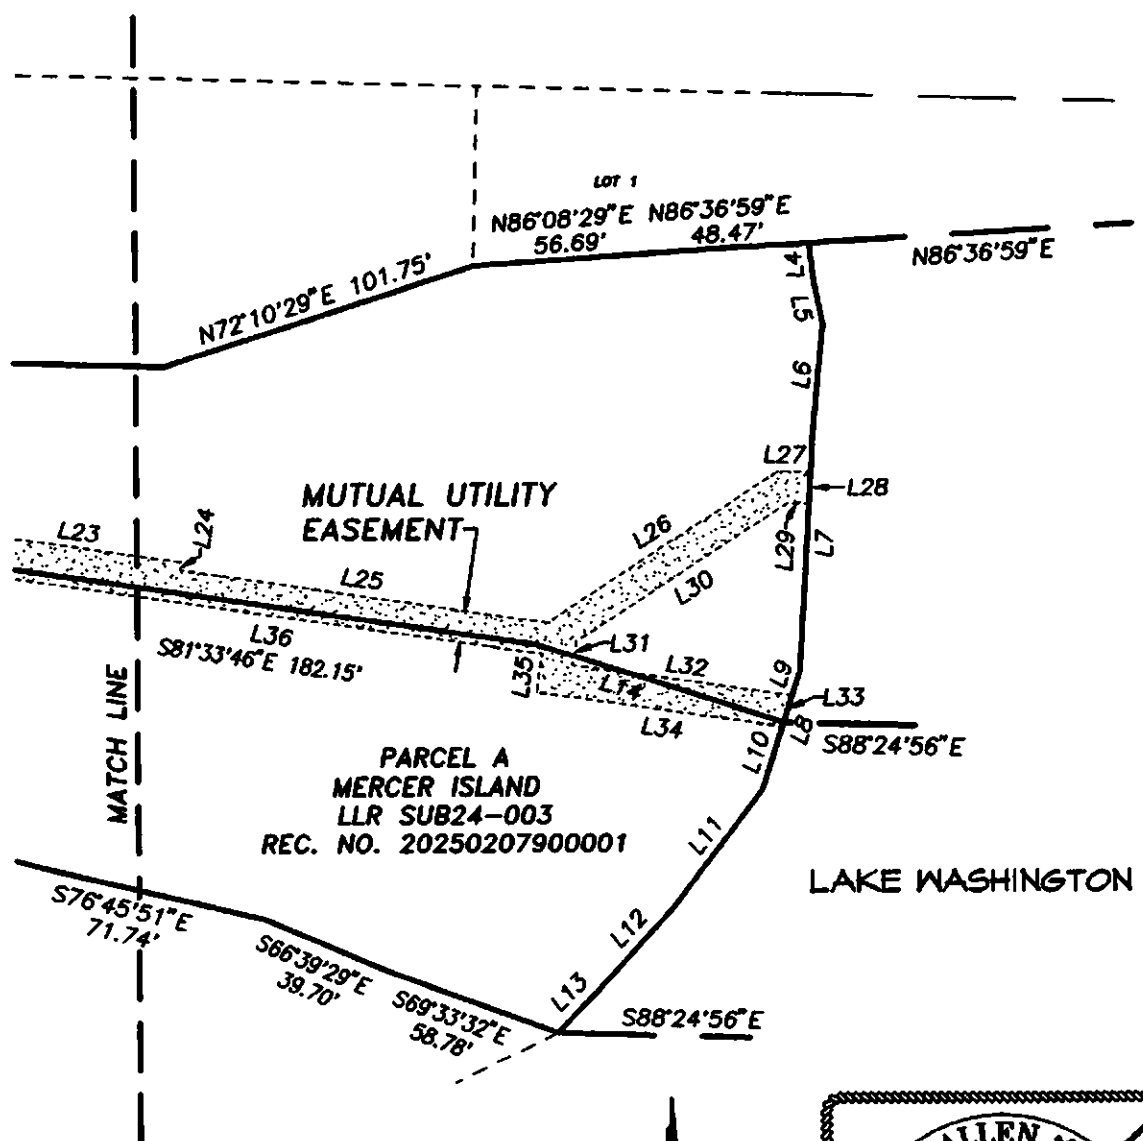 LOT 1
N86°08'29"E N86°36'59"E
56.69' 48.47'
N86°36'59"E
L4
N72°10'29"E 101.75'
L5
L6
L27
L28
MUTUAL UTILITY
EASEMENT
L23
L24
L26
L29
L7
L25
L30
L36
S81°33'46"E 182.15'
L31
L35
L32
L14
L9
L33
L34
L8
L10
S88°24'56"E
MATCH LINE
PARCEL A
MERCER ISLAND
LLR SUB24-003
REC. NO. 20250207900001
L11
LAKE WASHINGTON
S76°45'51"E
71.74'
L12
S66°39'29"E
39.70'
L13
S69°33'32"E
58.78'
S88°24'56"E
ALLEN